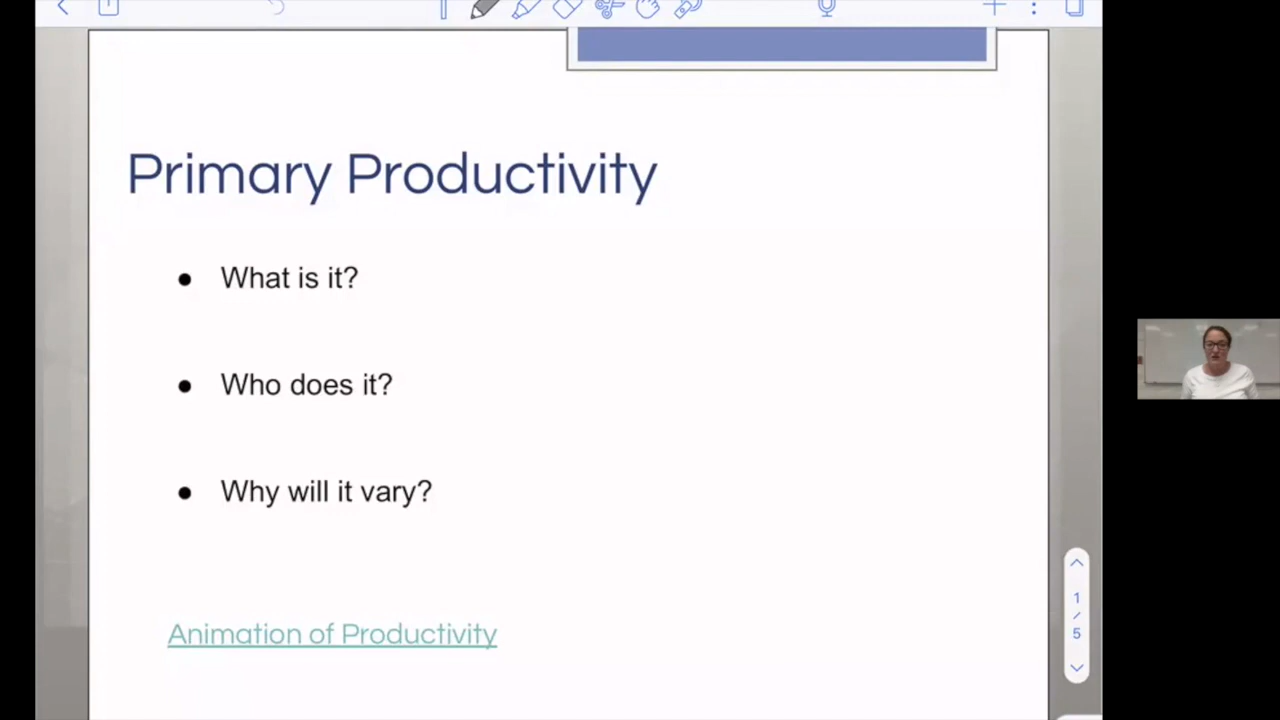 Primary Productivity
● What is it?
● Who does it?
● Why will it vary?
Animation of Productivity
1
/
5